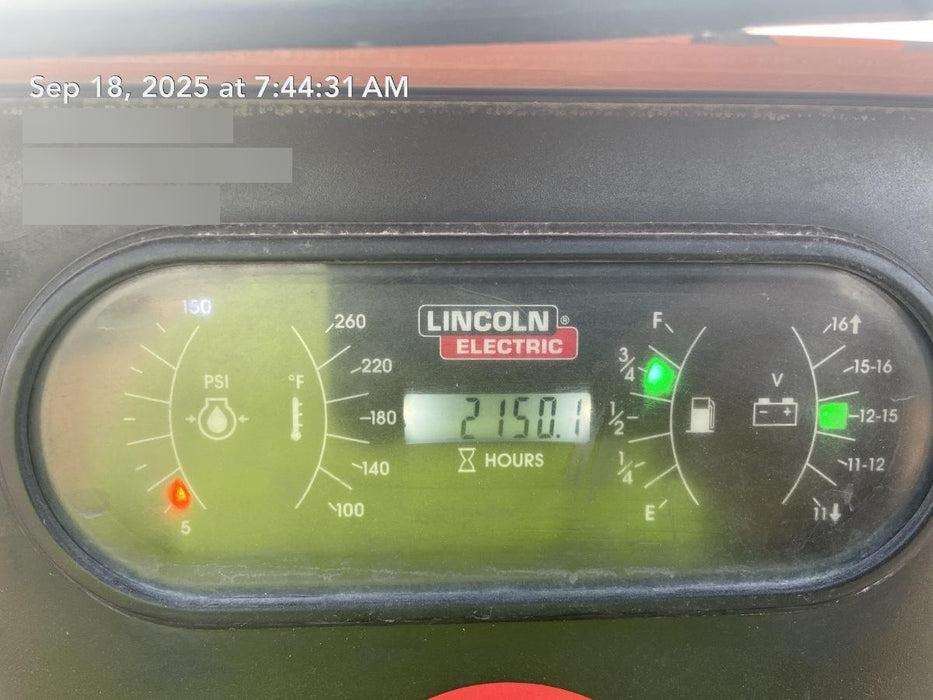 Sep 18, 2025 at 7:44:31 AM
150
PSI
5
°F
260
220
180
140
100
LINCOLN ®
ELECTRIC
2150.1
HOURS
F
3/4
1/2
1/4
E
V
- +
16↑
15-16
12-15
11-12
11↓